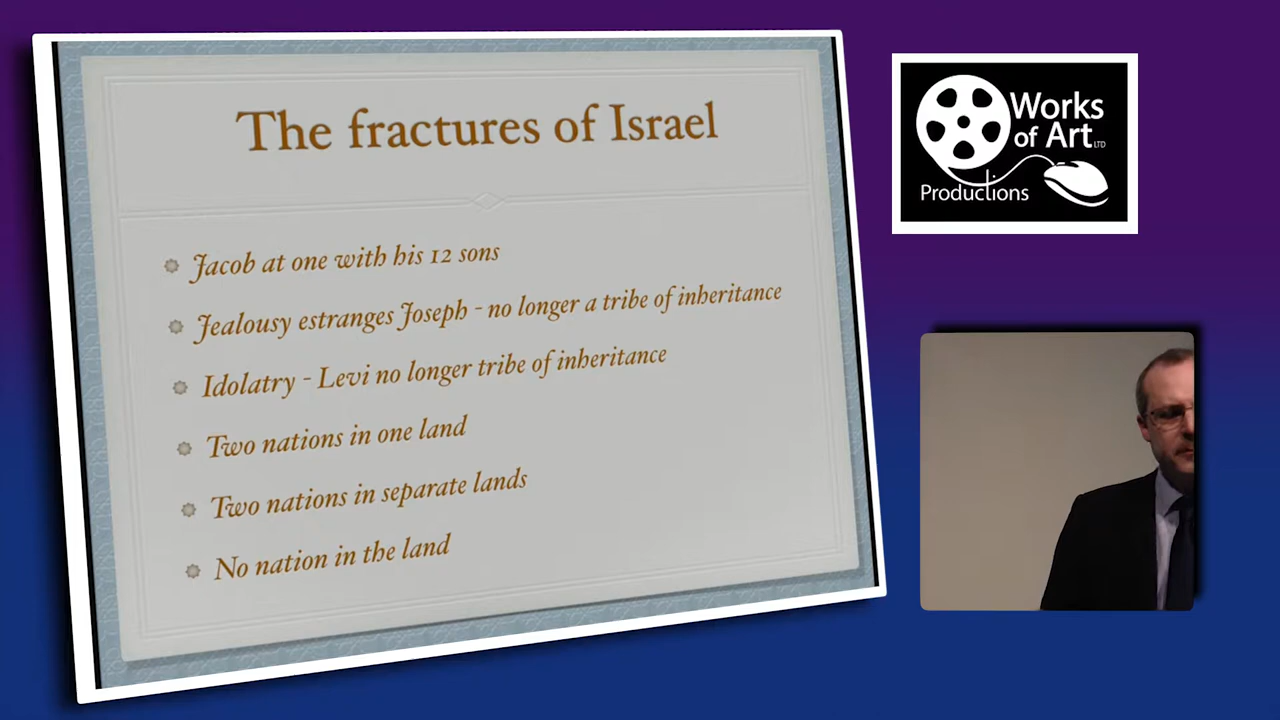 The fractures of Israel
Jacob at one with his 12 sons
Jealousy estranges Joseph - no longer a tribe of inheritance
Idolatry - Levi no longer tribe of inheritance
Two nations in one land
Two nations in separate lands
No nation in the land
Works
of Art LTD
Productions